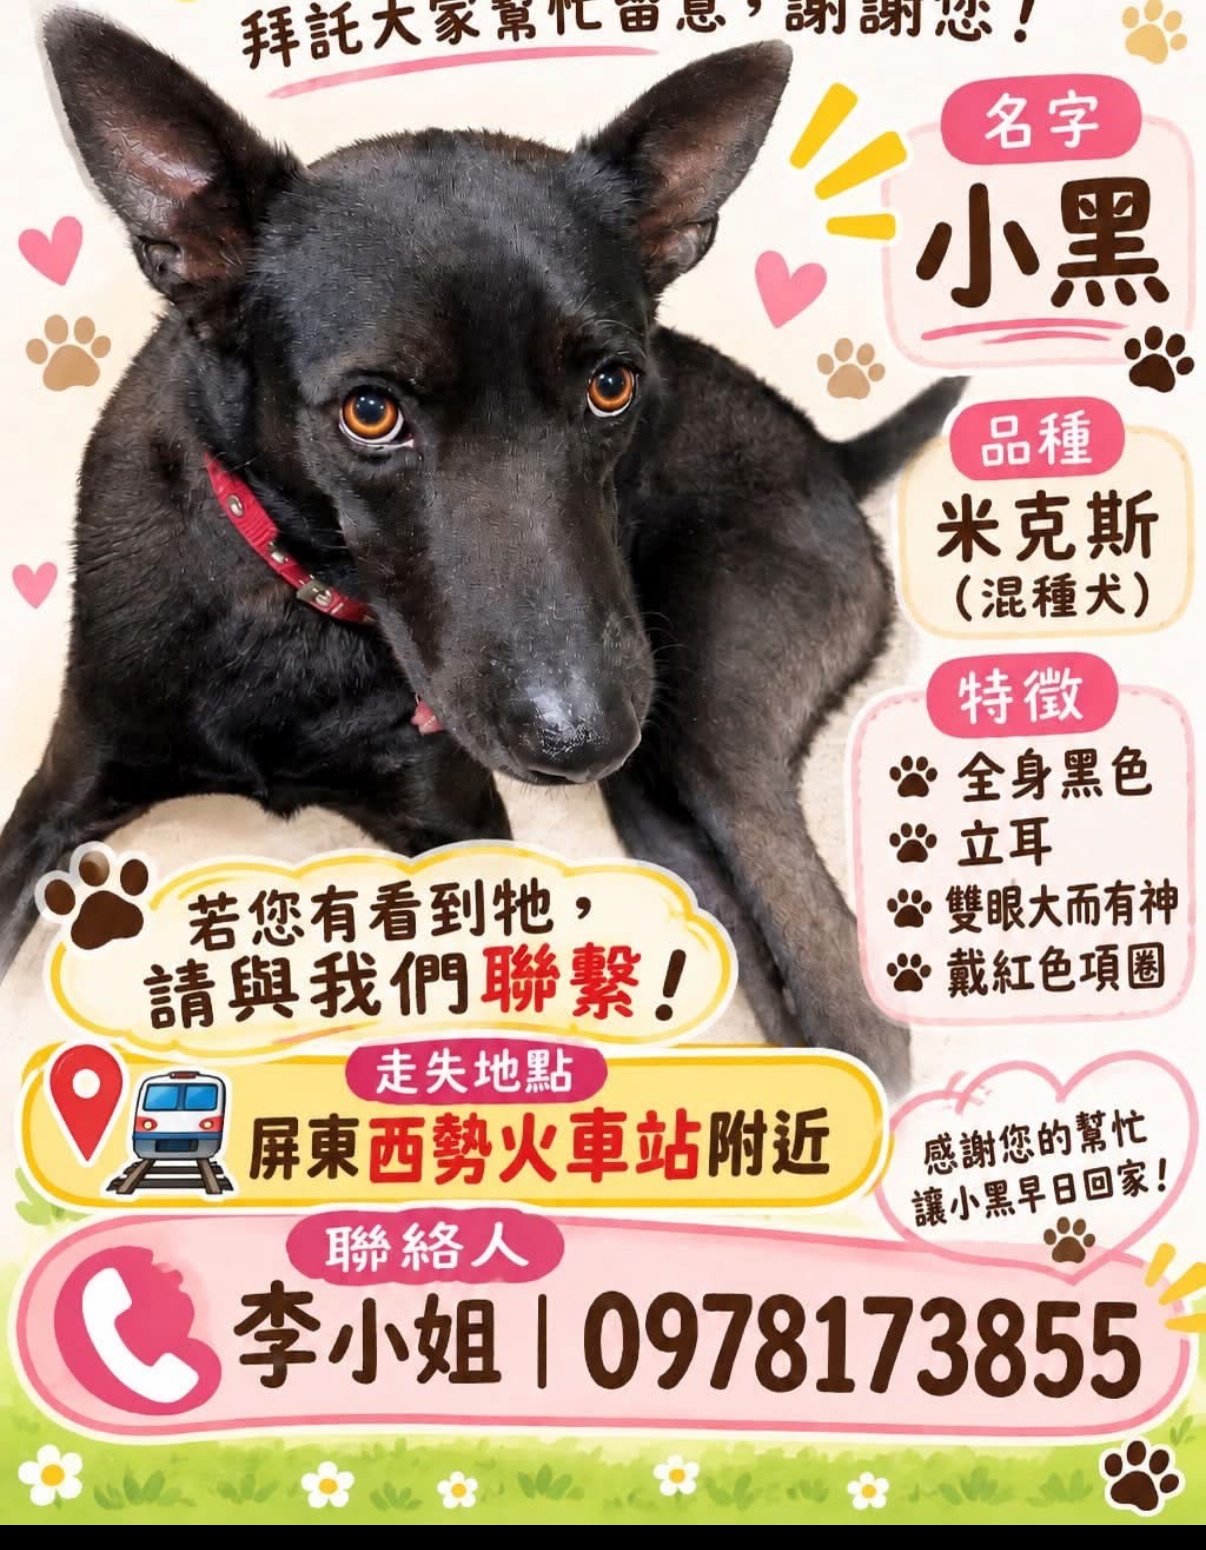 拜託大家幫忙留意，謝謝您！
名字
小黑
品種
米克斯
（混種犬）
特徵
全身黑色
立耳
雙眼大而有神
戴紅色項圈
若您有看到牠，
請與我們聯繫！
走失地點
屏東西勢火車站附近
感謝您的幫忙
讓小黑早日回家！
聯絡人
李小姐｜0978173855